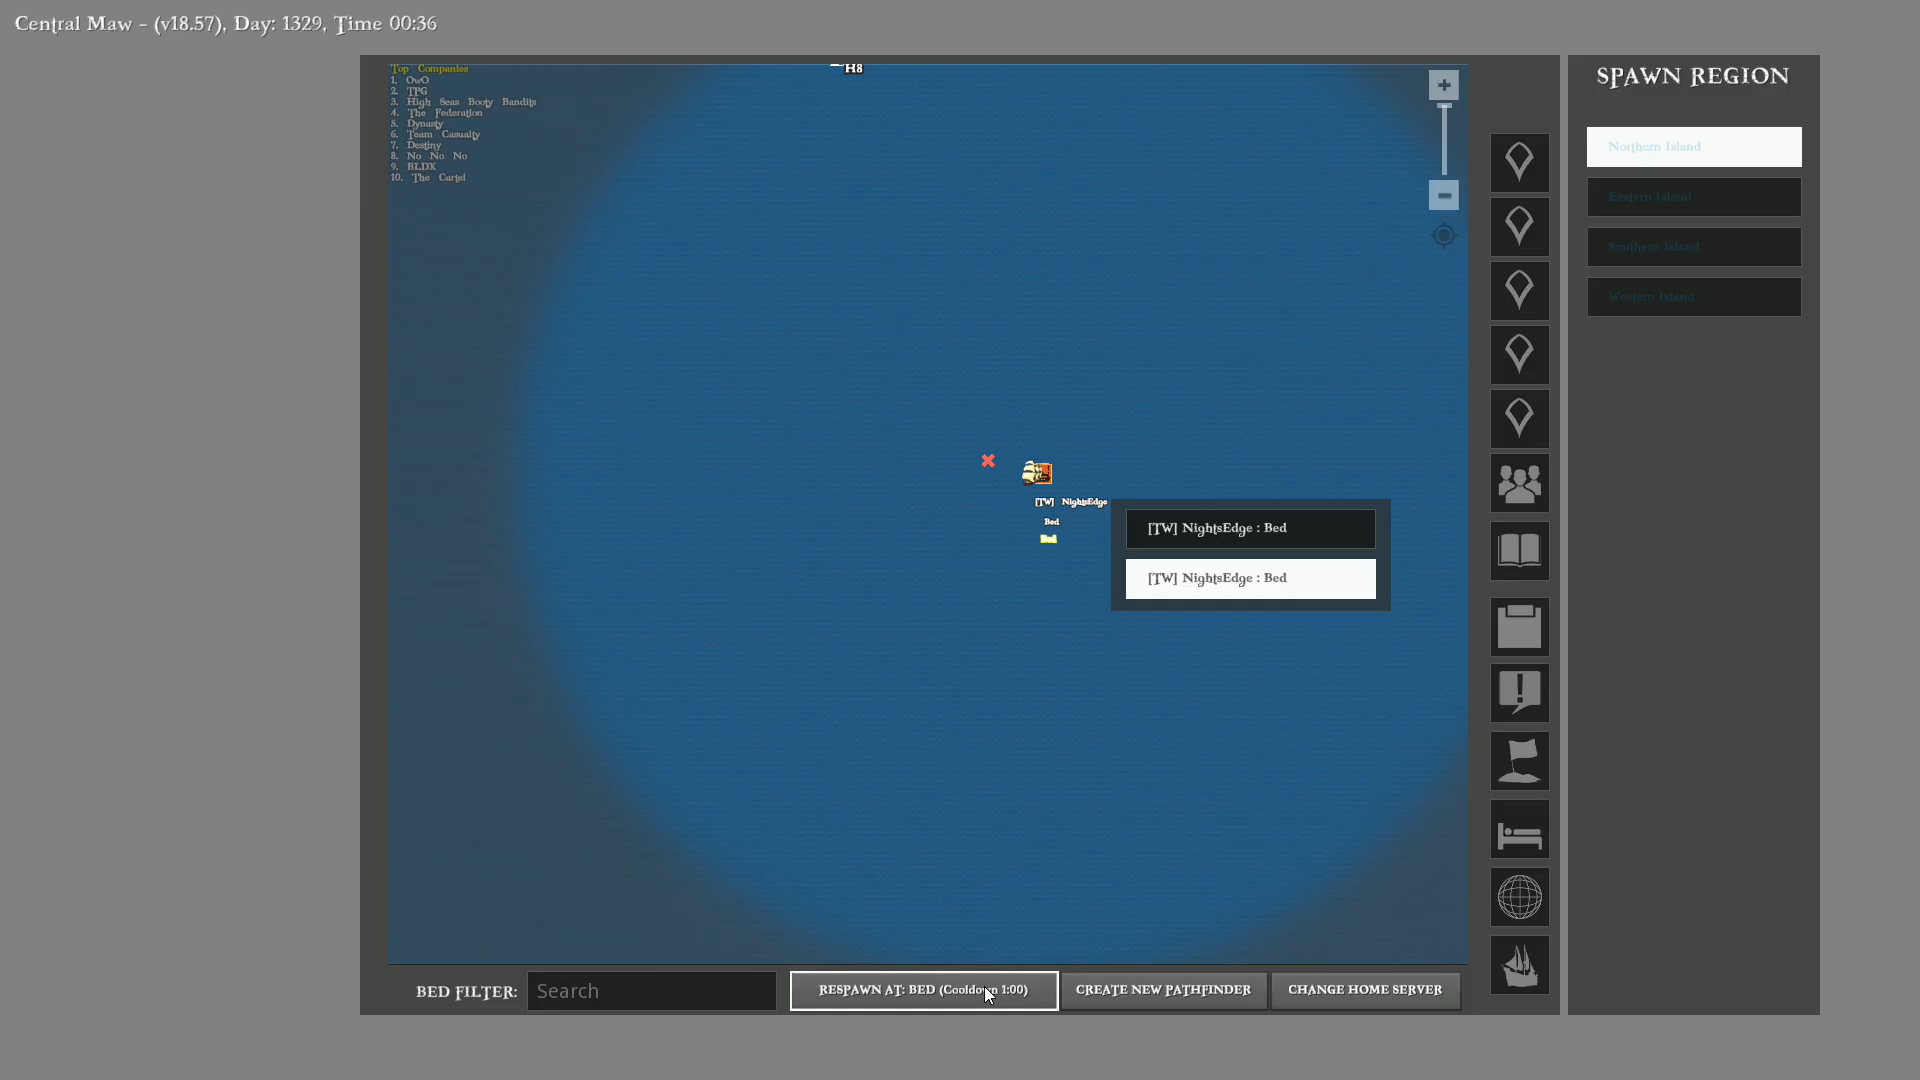 Central Maw - (v18.57), Day: 1329, Time 00:36
Top Companies
1. OwO
2. TPG
3. High Seas Booty Bandits
4. The Federation
5. Dynasty
6. Team Casualty
7. Destiny
8. No No No
9. BLDX
10. The Cartel
H8
SPAWN REGION
Northern Island
Eastern Island
Southern Island
Western Island
[TW] NightsEdge
Bed
Bed
[TW] NightsEdge : Bed
[TW] NightsEdge : Bed
BED FILTER:
Search
RESPAWN AT: BED (Cooldown 1:00)
CREATE NEW PATHFINDER
CHANGE HOME SERVER